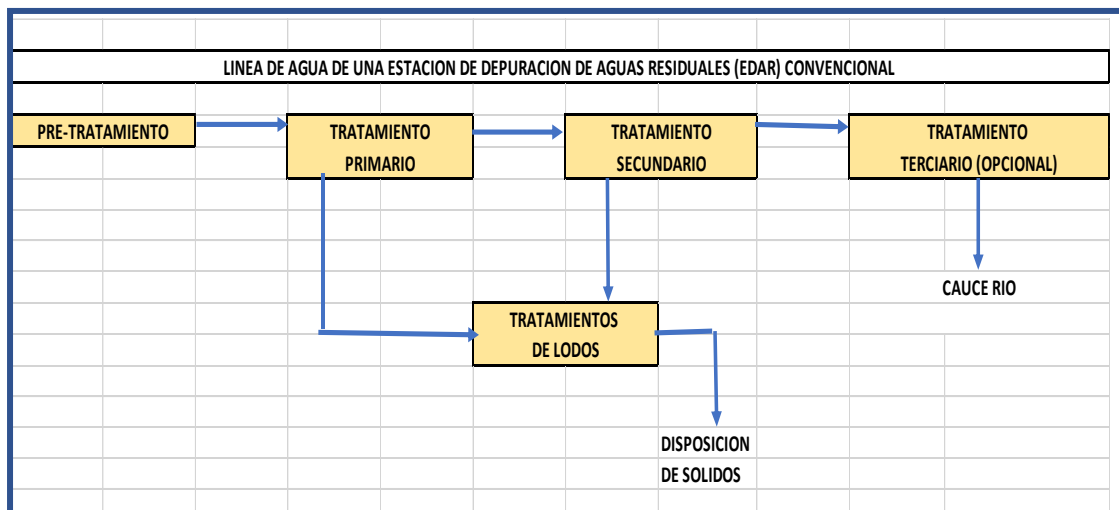 LINEA DE AGUA DE UNA ESTACION DE DEPURACION DE AGUAS RESIDUALES (EDAR) CONVENCIONAL
PRE-TRATAMIENTO
TRATAMIENTO
PRIMARIO
TRATAMIENTO
SECUNDARIO
TRATAMIENTO
TERCIARIO (OPCIONAL)
CAUCE RIO
TRATAMIENTOS
DE LODOS
DISPOSICION
DE SOLIDOS